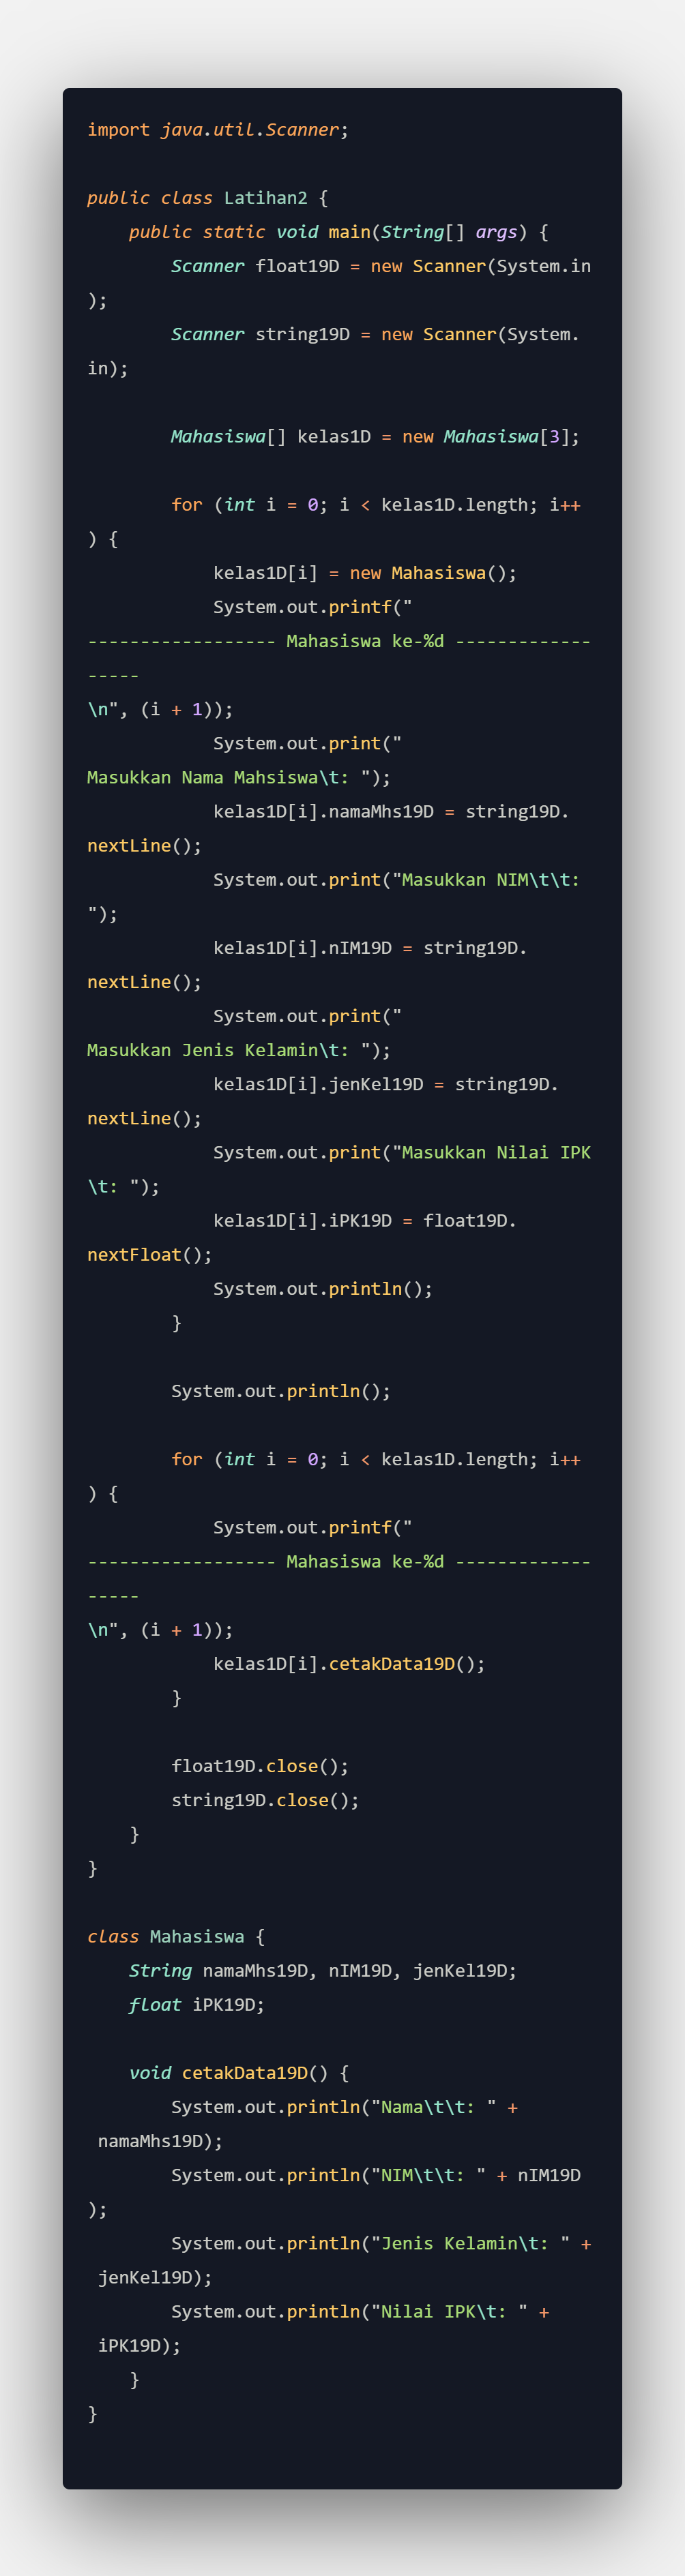 import java.util.Scanner;
public class Latihan2 {
    public static void main(String[] args) {
        Scanner float19D = new Scanner(System.in
);
        Scanner string19D = new Scanner(System.
in);
        Mahasiswa[] kelas1D = new Mahasiswa[3];
        for (int i = 0; i < kelas1D.length; i++
) {
            kelas1D[i] = new Mahasiswa();
            System.out.printf("
------------------ Mahasiswa ke-%d -------------
-----
\n", (i + 1));
            System.out.print("
Masukkan Nama Mahsiswa\t: ");
            kelas1D[i].namaMhs19D = string19D.
nextLine();
            System.out.print("Masukkan NIM\t\t: 
");
            kelas1D[i].nIM19D = string19D.
nextLine();
            System.out.print("
Masukkan Jenis Kelamin\t: ");
            kelas1D[i].jenKel19D = string19D.
nextLine();
            System.out.print("Masukkan Nilai IPK
\t: ");
            kelas1D[i].iPK19D = float19D.
nextFloat();
            System.out.println();
        }
        System.out.println();
        for (int i = 0; i < kelas1D.length; i++
) {
            System.out.printf("
------------------ Mahasiswa ke-%d -------------
-----
\n", (i + 1));
            kelas1D[i].cetakData19D();
        }
        float19D.close();
        string19D.close();
    }
}
class Mahasiswa {
    String namaMhs19D, nIM19D, jenKel19D;
    float iPK19D;
    void cetakData19D() {
        System.out.println("Nama\t\t: " +
 namaMhs19D);
        System.out.println("NIM\t\t: " + nIM19D
);
        System.out.println("Jenis Kelamin\t: " +
 jenKel19D);
        System.out.println("Nilai IPK\t: " +
 iPK19D);
    }
}